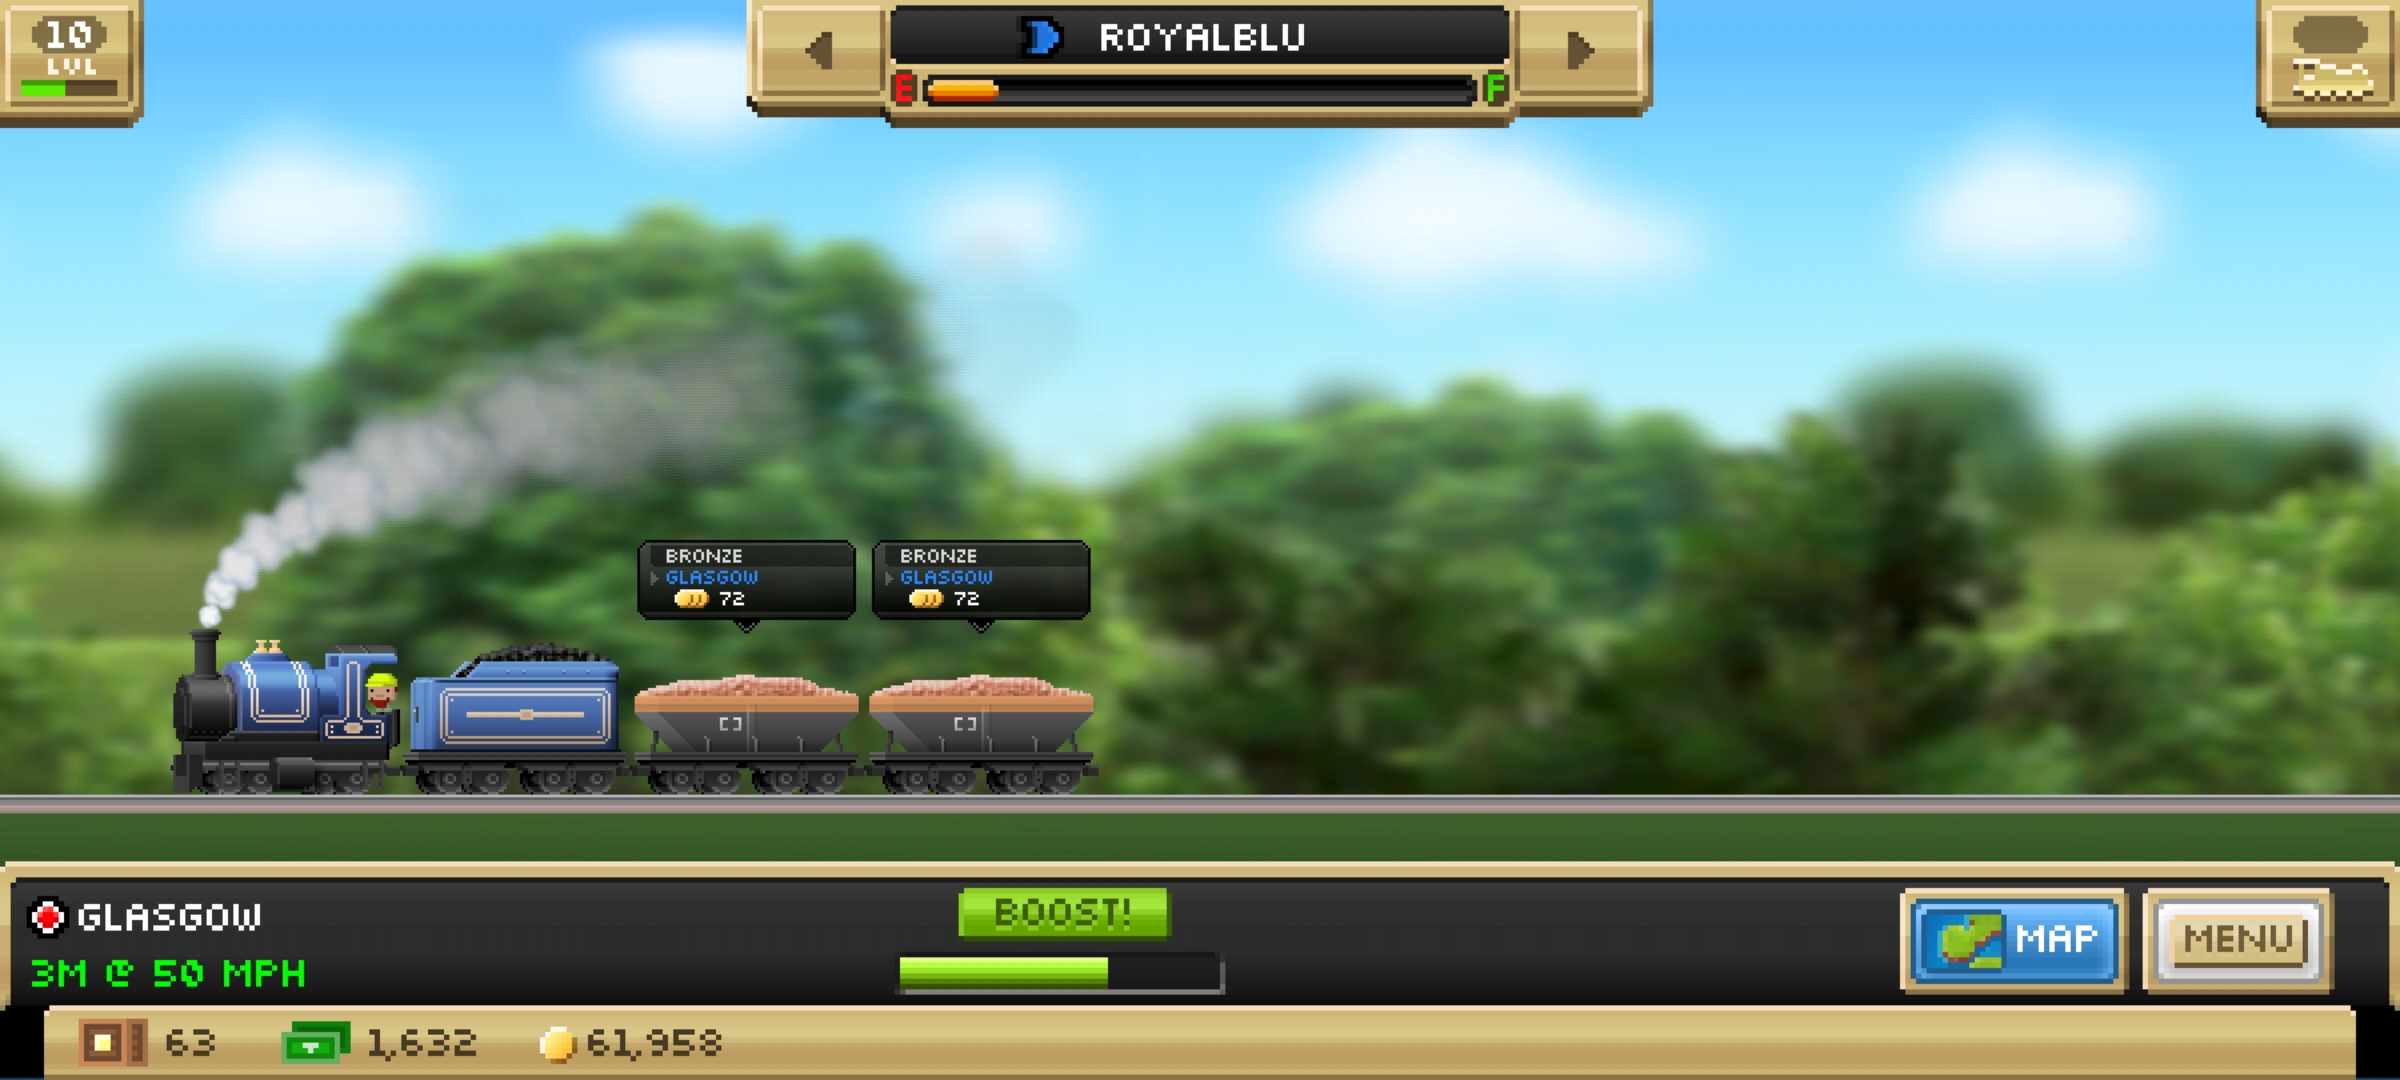 10
LVL
ROYALBLU
E F
BRONZE
GLASGOW
72
BRONZE
GLASGOW
72
GLASGOW
3M @ 50 MPH
BOOST!
MAP
MENU
63
1,632
61,958